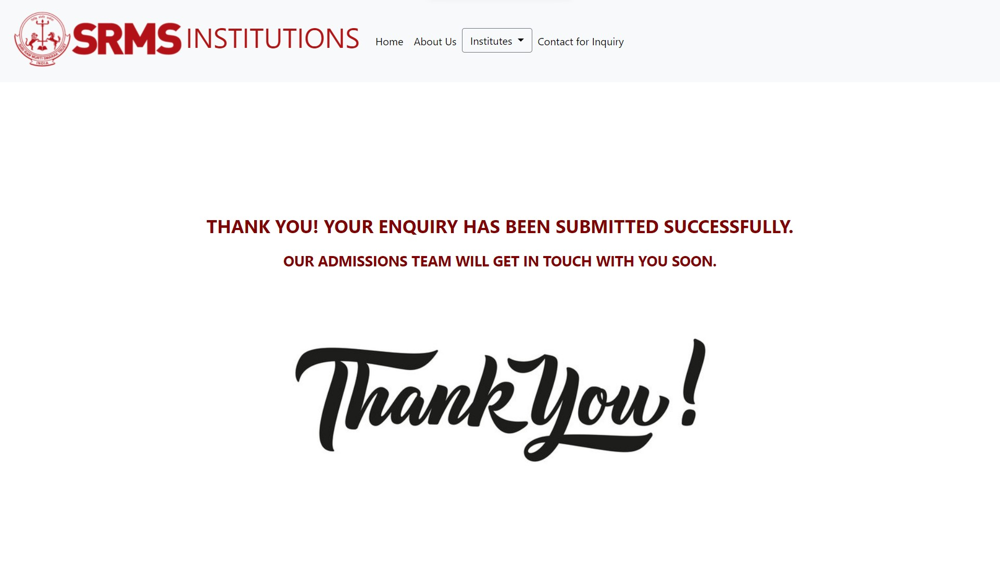 SRMS INSTITUTIONS
SHRI RAM MURTI SMARAK TRUST
INDIA
Home About Us Institutes Contact for Inquiry
THANK YOU! YOUR ENQUIRY HAS BEEN SUBMITTED SUCCESSFULLY.
OUR ADMISSIONS TEAM WILL GET IN TOUCH WITH YOU SOON.
Thank You!